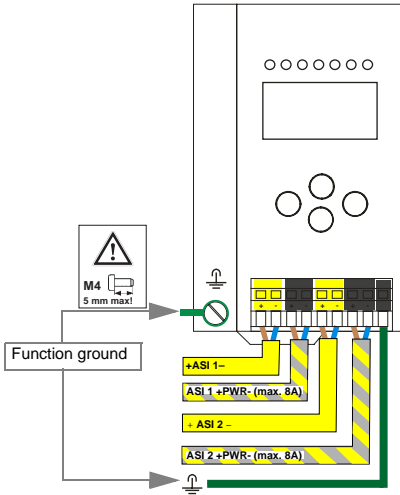 M4
5 mm max!
Function ground
+ - + - + - + -
+ASI 1–
ASI 1 +PWR- (max. 8A)
+ ASI 2 –
ASI 2 +PWR- (max. 8A)